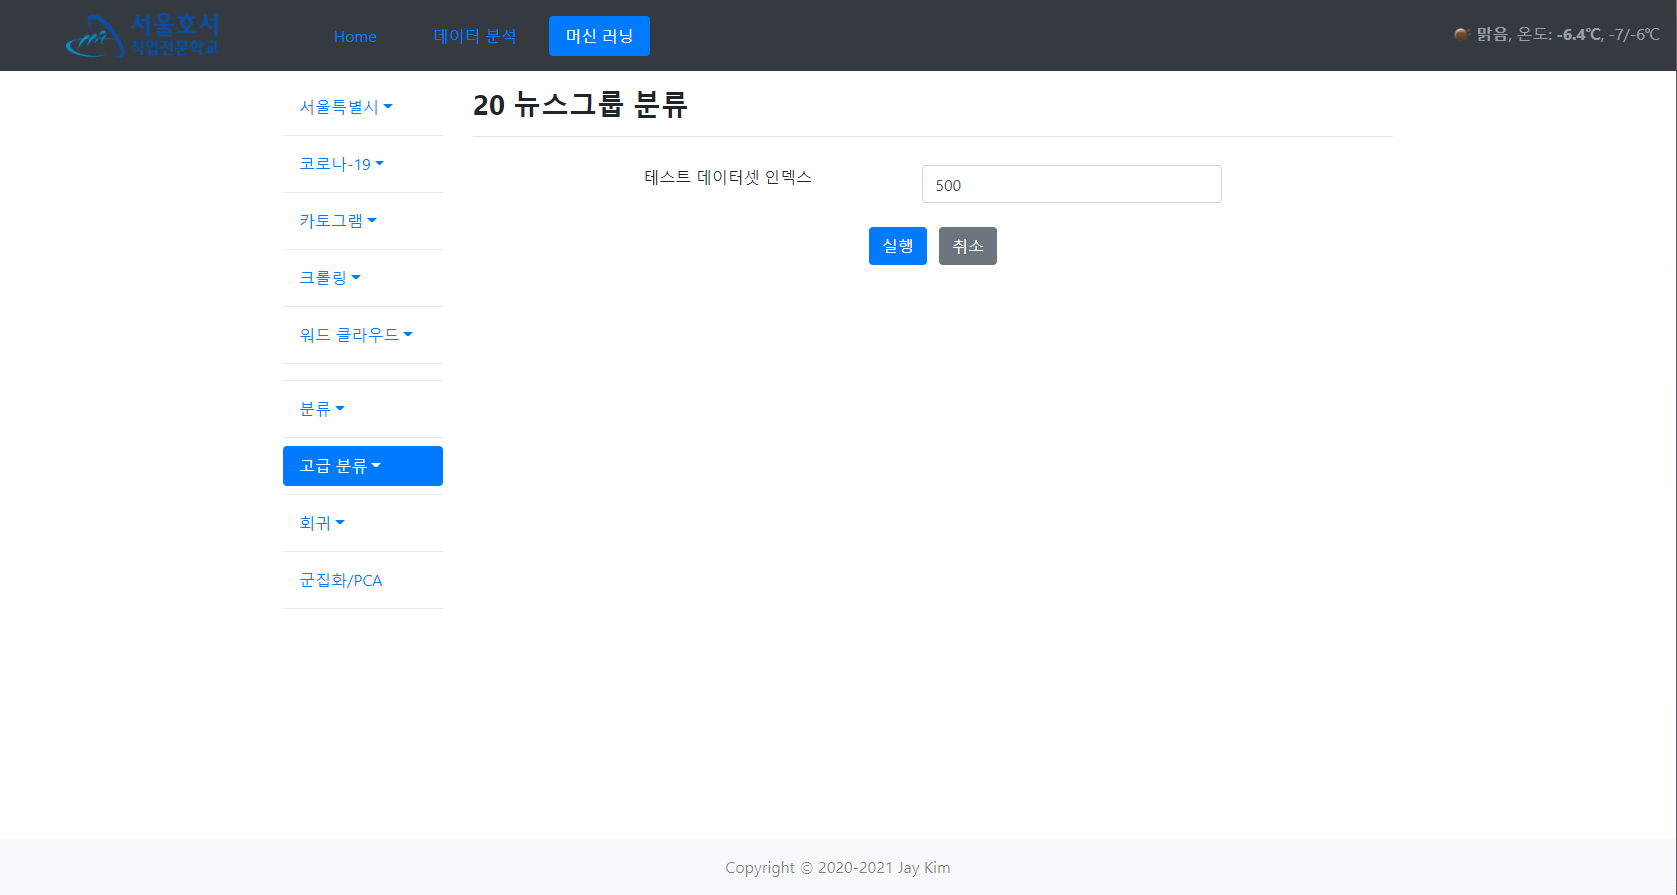 서울호서
직업전문학교
Home
데이터 분석
머신 러닝
맑음, 온도: -6.4℃, -7/-6℃
서울특별시
코로나-19
카토그램
크롤링
워드 클라우드
분류
고급 분류
회귀
군집화/PCA
20 뉴스그룹 분류
테스트 데이터셋 인덱스
500
실행
취소
Copyright © 2020-2021 Jay Kim